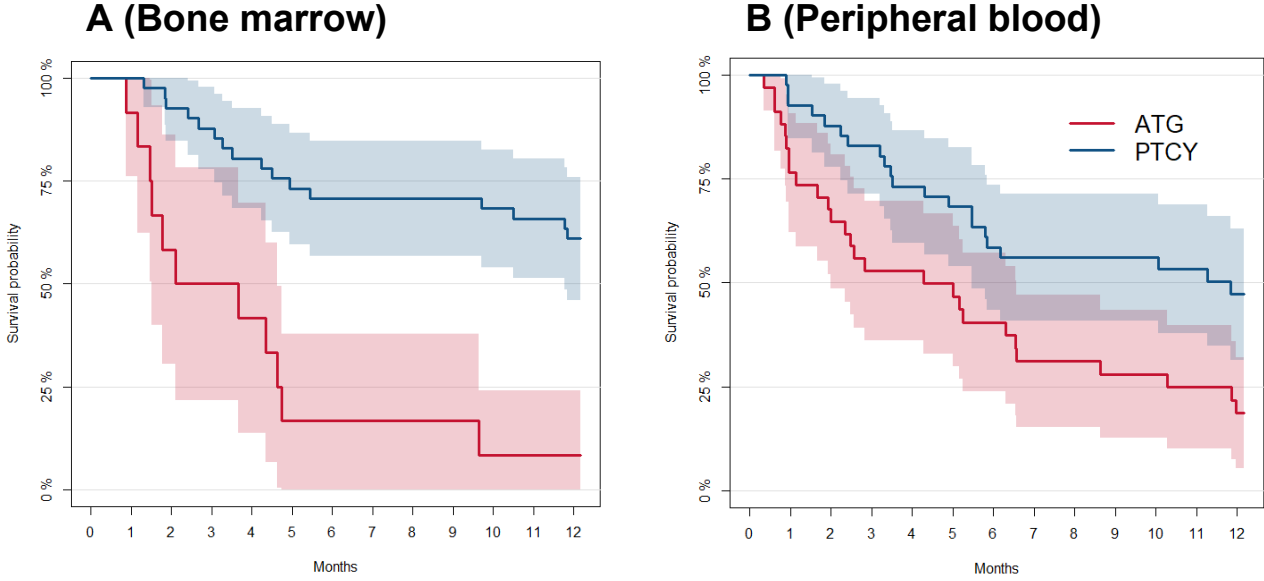 A (Bone marrow)
100 %
75 %
50 %
25 %
0 %
Survival probability
0 1 2 3 4 5 6 7 8 9 10 11 12
Months
B (Peripheral blood)
ATG
PTCY
100 %
75 %
50 %
25 %
0 %
Survival probability
0 1 2 3 4 5 6 7 8 9 10 11 12
Months